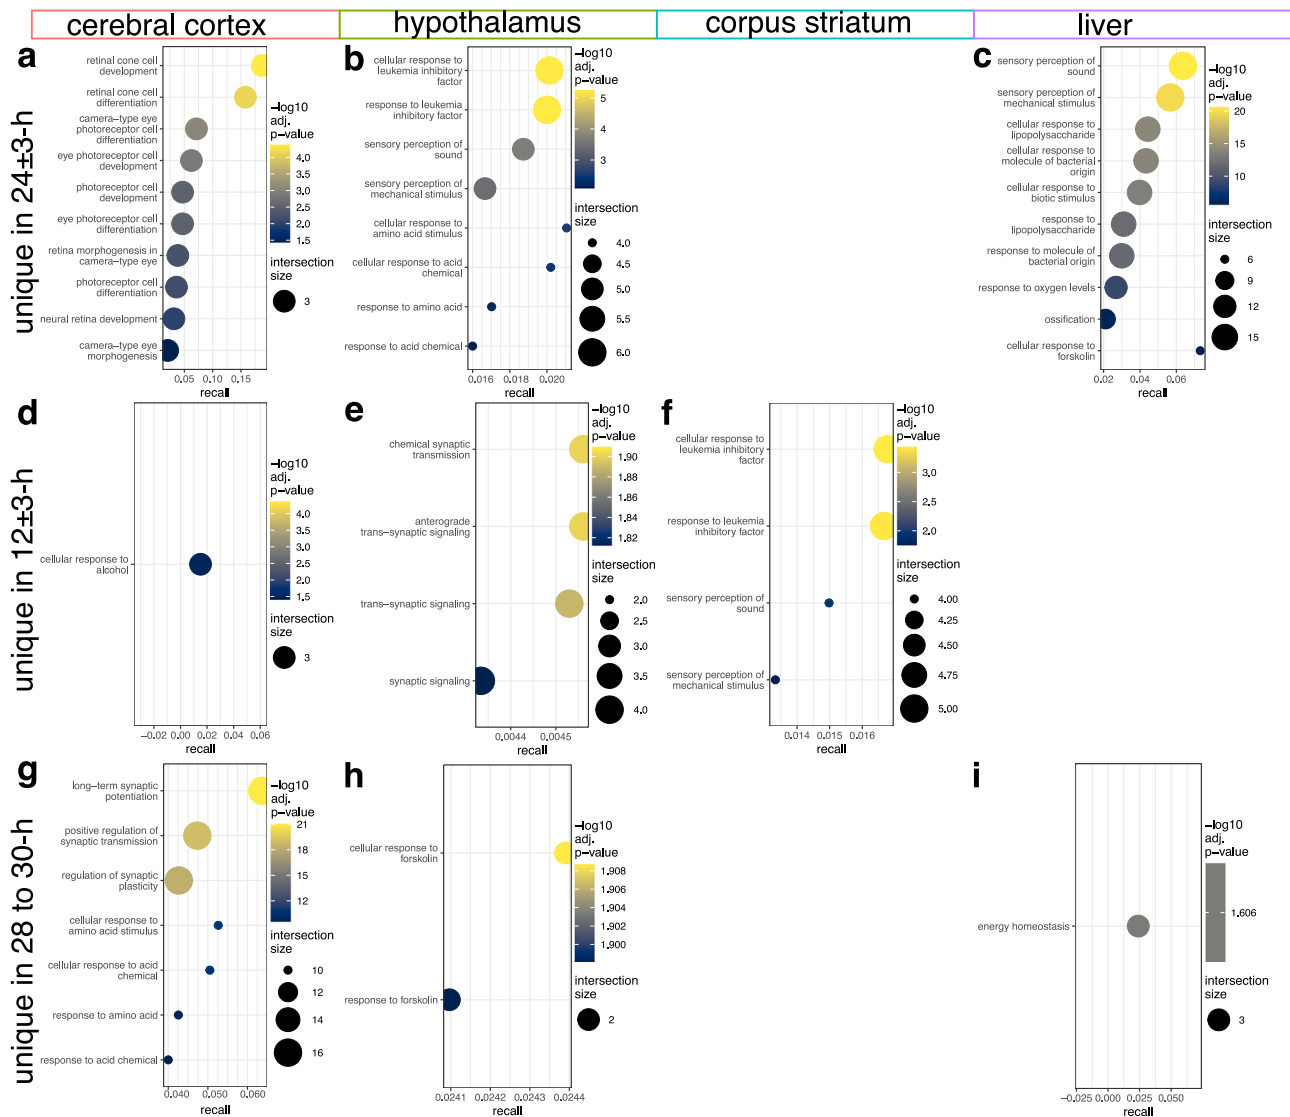 cerebral cortex
hypothalamus
corpus striatum
liver
unique in 24±3-h
a
retinal cone cell
development
retinal cone cell
differentiation
camera−type eye
photoreceptor cell
differentiation
eye photoreceptor cell
development
photoreceptor cell
development
eye photoreceptor cell
differentiation
retina morphogenesis in
camera−type eye
photoreceptor cell
differentiation
neural retina development
camera−type eye
morphogenesis
0.05 0.10 0.15
recall
−log10
adj.
p−value
4.0
3.5
3.0
2.5
2.0
1.5
intersection
size
3
b
cellular response to
leukemia inhibitory
factor
response to leukemia
inhibitory factor
sensory perception of
sound
sensory perception of
mechanical stimulus
cellular response to
amino acid stimulus
cellular response to acid
chemical
response to amino acid
response to acid chemical
0.016 0.018 0.020
recall
−log10
adj.
p−value
5
4
3
intersection
size
4.0
4.5
5.0
5.5
6.0
c
sensory perception of
sound
sensory perception of
mechanical stimulus
cellular response to
lipopolysaccharide
cellular response to
molecule of bacterial
origin
cellular response to
biotic stimulus
response to
lipopolysaccharide
response to molecule of
bacterial origin
response to oxygen levels
ossification
cellular response to
forskolin
0.02 0.04 0.06
recall
−log10
adj.
p−value
20
15
10
intersection
size
6
9
12
15
unique in 12±3-h
d
cellular response to
alcohol
−0.02 0.00 0.02 0.04 0.06
recall
−log10
adj.
p−value
4.0
3.5
3.0
2.5
2.0
1.5
intersection
size
3
e
chemical synaptic
transmission
anterograde
trans−synaptic signaling
trans−synaptic signaling
synaptic signaling
0.0044 0.0045
recall
−log10
adj.
p−value
1.90
1.88
1.86
1.84
1.82
intersection
size
2.0
2.5
3.0
3.5
4.0
f
cellular response to
leukemia inhibitory
factor
response to leukemia
inhibitory factor
sensory perception of
sound
sensory perception of
mechanical stimulus
0.014 0.015 0.016
recall
−log10
adj.
p−value
3.0
2.5
2.0
intersection
size
4.00
4.25
4.50
4.75
5.00
unique in 28 to 30-h
g
long−term synaptic
potentiation
positive regulation of
synaptic transmission
regulation of synaptic
plasticity
cellular response to
amino acid stimulus
cellular response to acid
chemical
response to amino acid
response to acid chemical
0.040 0.050 0.060
recall
−log10
adj.
p−value
21
18
15
12
intersection
size
10
12
14
16
h
cellular response to
forskolin
response to forskolin
0.0241 0.0242 0.0243 0.0244
recall
−log10
adj.
p−value
1.908
1.906
1.904
1.902
1.900
intersection
size
2
i
energy homeostasis
−0.025 0.000 0.025 0.050
recall
−log10
adj.
p−value
1.606
intersection
size
3